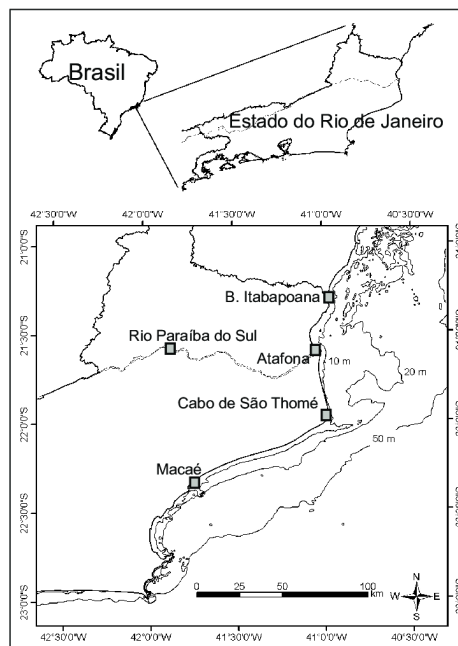 Brasil
Estado do Rio de Janeiro
42°30'0"W 42°0'0"W 41°30'0"W 41°0'0"W 40°30'0"W
21°0'0"S
B. Itabapoana
21°30'0"S
Rio Paraíba do Sul
Atafona
10 m
20 m
Cabo de São Thomé
22°0'0"S
50 m
Macaé
22°30'0"S
N
0 25 50 100
km
W E
S
23°0'0"S
42°30'0"W 42°0'0"W 41°30'0"W 41°0'0"W 40°30'0"W